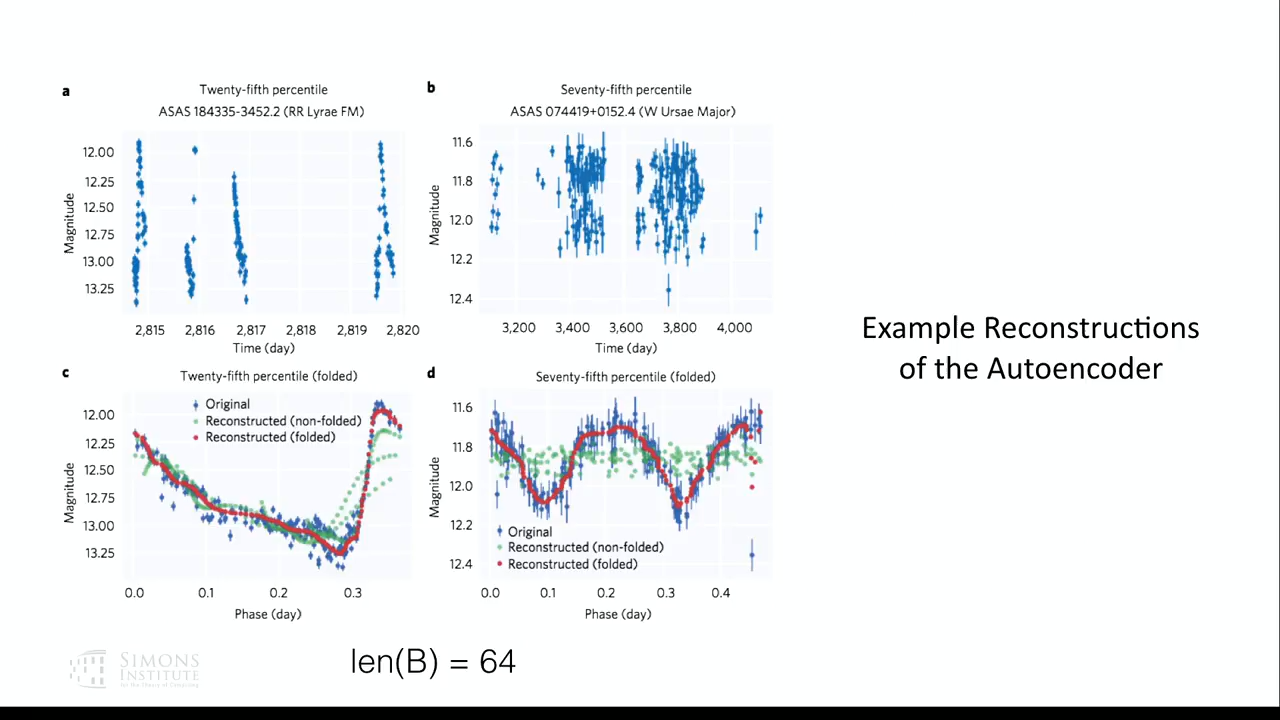 a
Twenty-fifth percentile
ASAS 184335-3452.2 (RR Lyrae FM)
12.00
12.25
12.50
12.75
13.00
13.25
Magnitude
2,815 2,816 2,817 2,818 2,819 2,820
Time (day)
b
Seventy-fifth percentile
ASAS 074419+0152.4 (W Ursae Major)
11.6
11.8
12.0
12.2
12.4
Magnitude
3,200 3,400 3,600 3,800 4,000
Time (day)
c
Twenty-fifth percentile (folded)
Original
Reconstructed (non-folded)
Reconstructed (folded)
12.00
12.25
12.50
12.75
13.00
13.25
Magnitude
0.0 0.1 0.2 0.3
Phase (day)
d
Seventy-fifth percentile (folded)
11.6
11.8
12.0
12.2
12.4
Magnitude
Original
Reconstructed (non-folded)
Reconstructed (folded)
0.0 0.1 0.2 0.3 0.4
Phase (day)
Example Reconstructions
of the Autoencoder
len(B) = 64
SIMONS
INSTITUTE
for the Theory of Computing